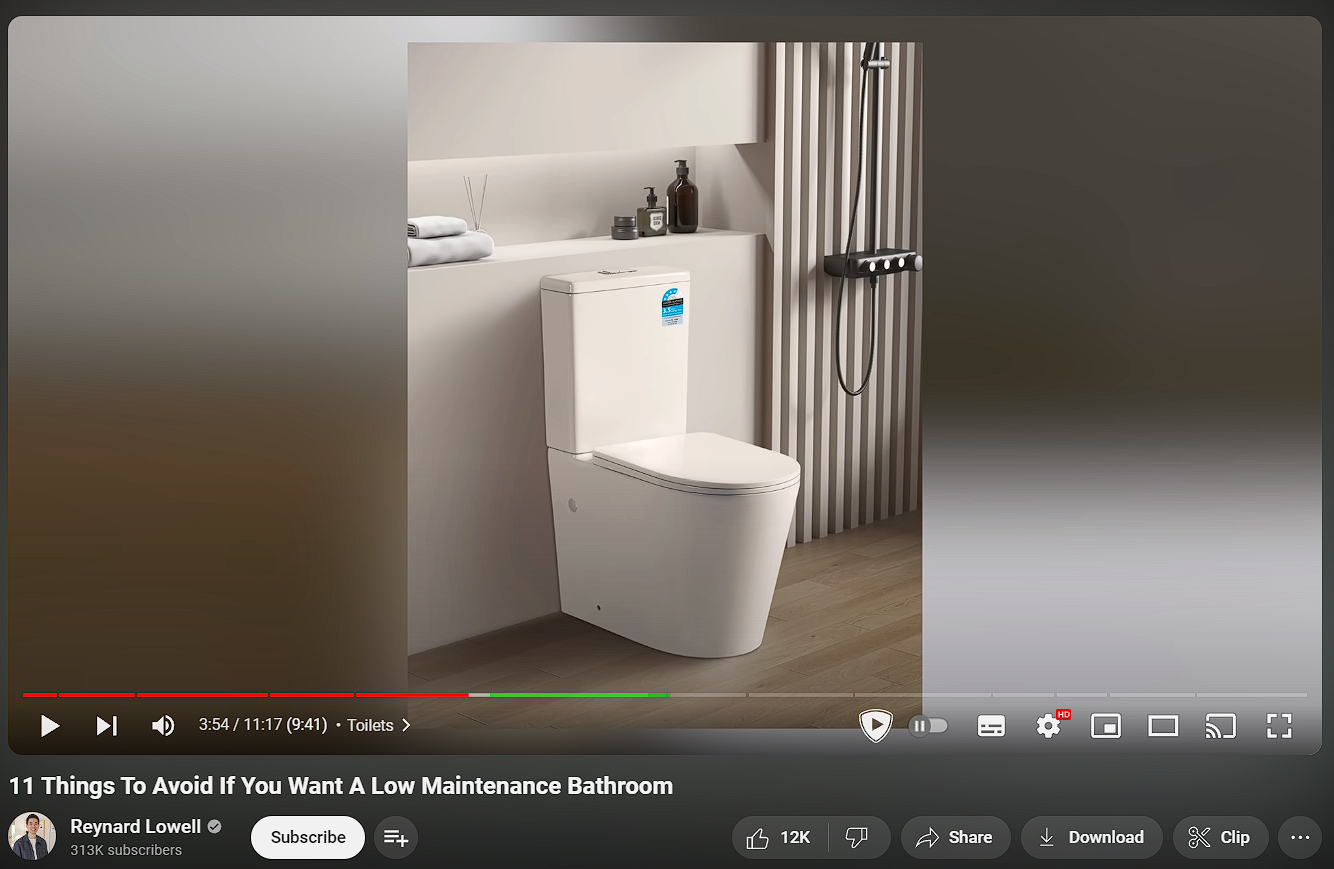 3:54 / 11:17 (9:41) • Toilets
HD
11 Things To Avoid If You Want A Low Maintenance Bathroom
Reynard Lowell
313K subscribers
Subscribe
12K
Share
Download
Clip